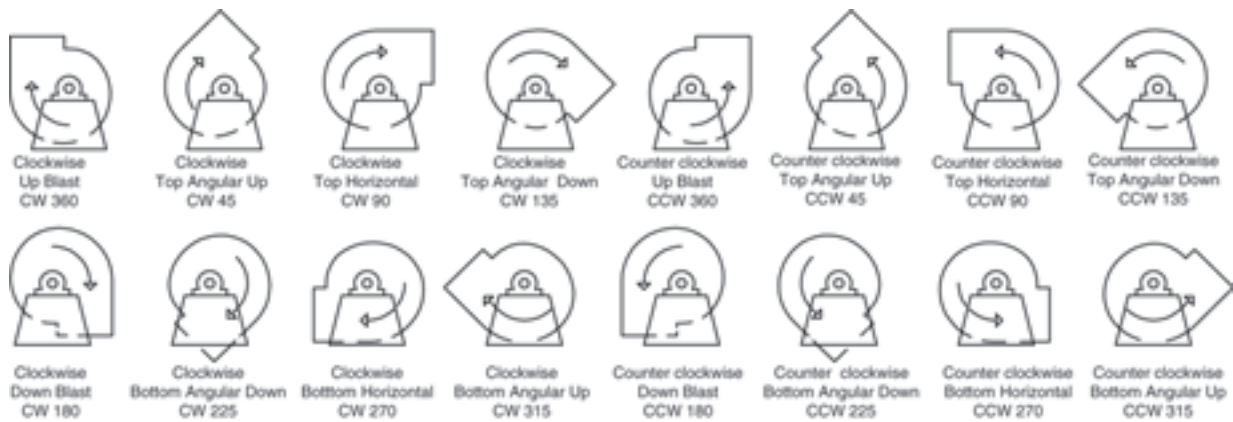 Clockwise
Up Blast
CW 360
Clockwise
Top Angular Up
CW 45
Clockwise
Top Horizontal
CW 90
Clockwise
Top Angular Down
CW 135
Counter clockwise
Up Blast
CCW 360
Counter clockwise
Top Angular Up
CCW 45
Counter clockwise
Top Horizontal
CCW 90
Counter clockwise
Top Angular Down
CCW 135
Clockwise
Down Blast
CW 180
Clockwise
Bottom Angular Down
CW 225
Clockwise
Botttom Horizontal
CW 270
Clockwise
Bottom Angular Up
CW 315
Counter clockwise
Down Blast
CCW 180
Counter clockwise
Bottom Angular Down
CCW 225
Counter clockwise
Bottom Horizontal
CCW 270
Counter clockwise
Bottom Angular Up
CCW 315